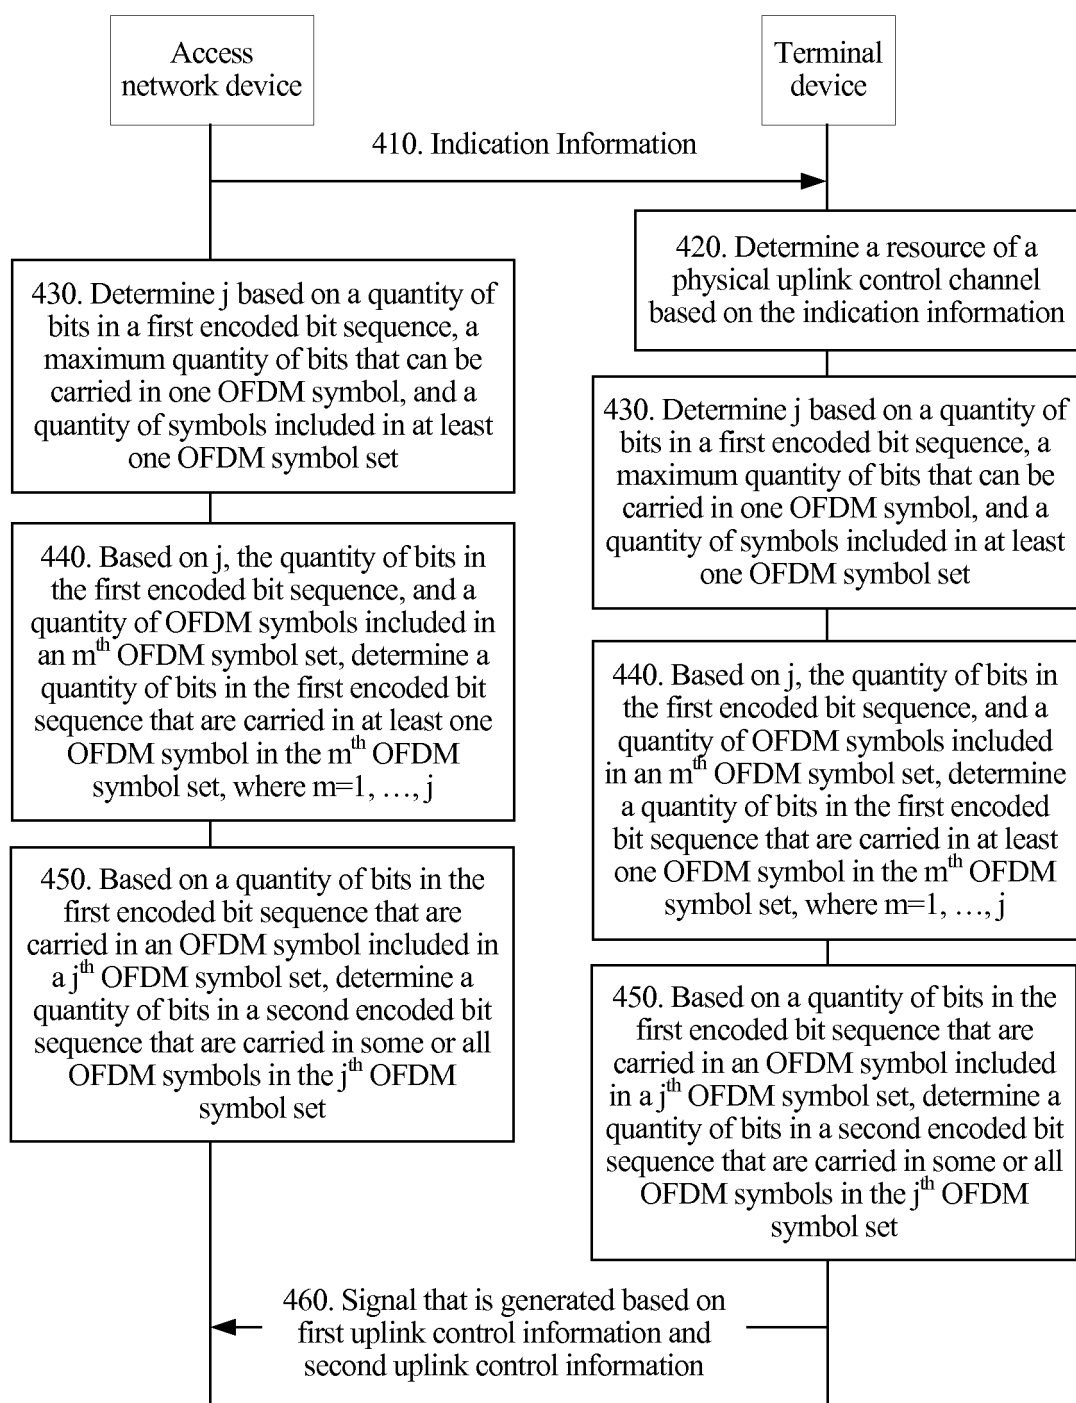 Access
network device
Terminal
device
410. Indication Information
420. Determine a resource of a
physical uplink control channel
based on the indication information
430. Determine j based on a quantity of
bits in a first encoded bit sequence, a
maximum quantity of bits that can be
carried in one OFDM symbol, and a
quantity of symbols included in at least
one OFDM symbol set
430. Determine j based on a quantity of
bits in a first encoded bit sequence, a
maximum quantity of bits that can be
carried in one OFDM symbol, and a
quantity of symbols included in at least
one OFDM symbol set
440. Based on j, the quantity of bits in
the first encoded bit sequence, and a
quantity of OFDM symbols included in
an mth OFDM symbol set, determine a
quantity of bits in the first encoded bit
sequence that are carried in at least one
OFDM symbol in the mth OFDM
symbol set, where m=1, …, j
440. Based on j, the quantity of bits in
the first encoded bit sequence, and a
quantity of OFDM symbols included
in an mth OFDM symbol set, determine
a quantity of bits in the first encoded
bit sequence that are carried in at least
one OFDM symbol in the mth OFDM
symbol set, where m=1, …, j
450. Based on a quantity of bits in the
first encoded bit sequence that are
carried in an OFDM symbol included in
a jth OFDM symbol set, determine a
quantity of bits in a second encoded bit
sequence that are carried in some or all
OFDM symbols in the jth OFDM
symbol set
450. Based on a quantity of bits in the
first encoded bit sequence that are
carried in an OFDM symbol included
in a jth OFDM symbol set, determine a
quantity of bits in a second encoded bit
sequence that are carried in some or all
OFDM symbols in the jth OFDM
symbol set
460. Signal that is generated based on
first uplink control information and
second uplink control information